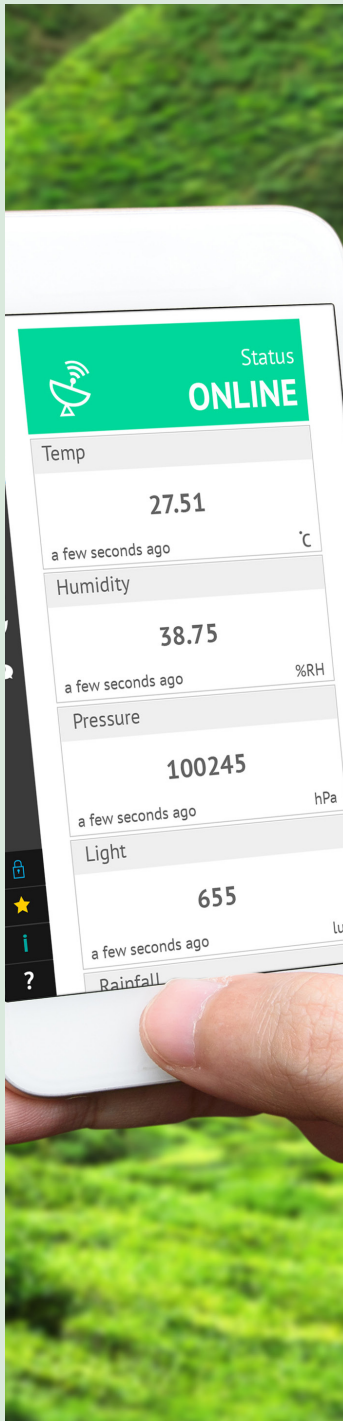 Status
ONLINE
Temp
27.51
a few seconds ago
°C
Humidity
38.75
a few seconds ago
%RH
Pressure
100245
a few seconds ago
hPa
Light
655
a few seconds ago
Rainfall
i
?